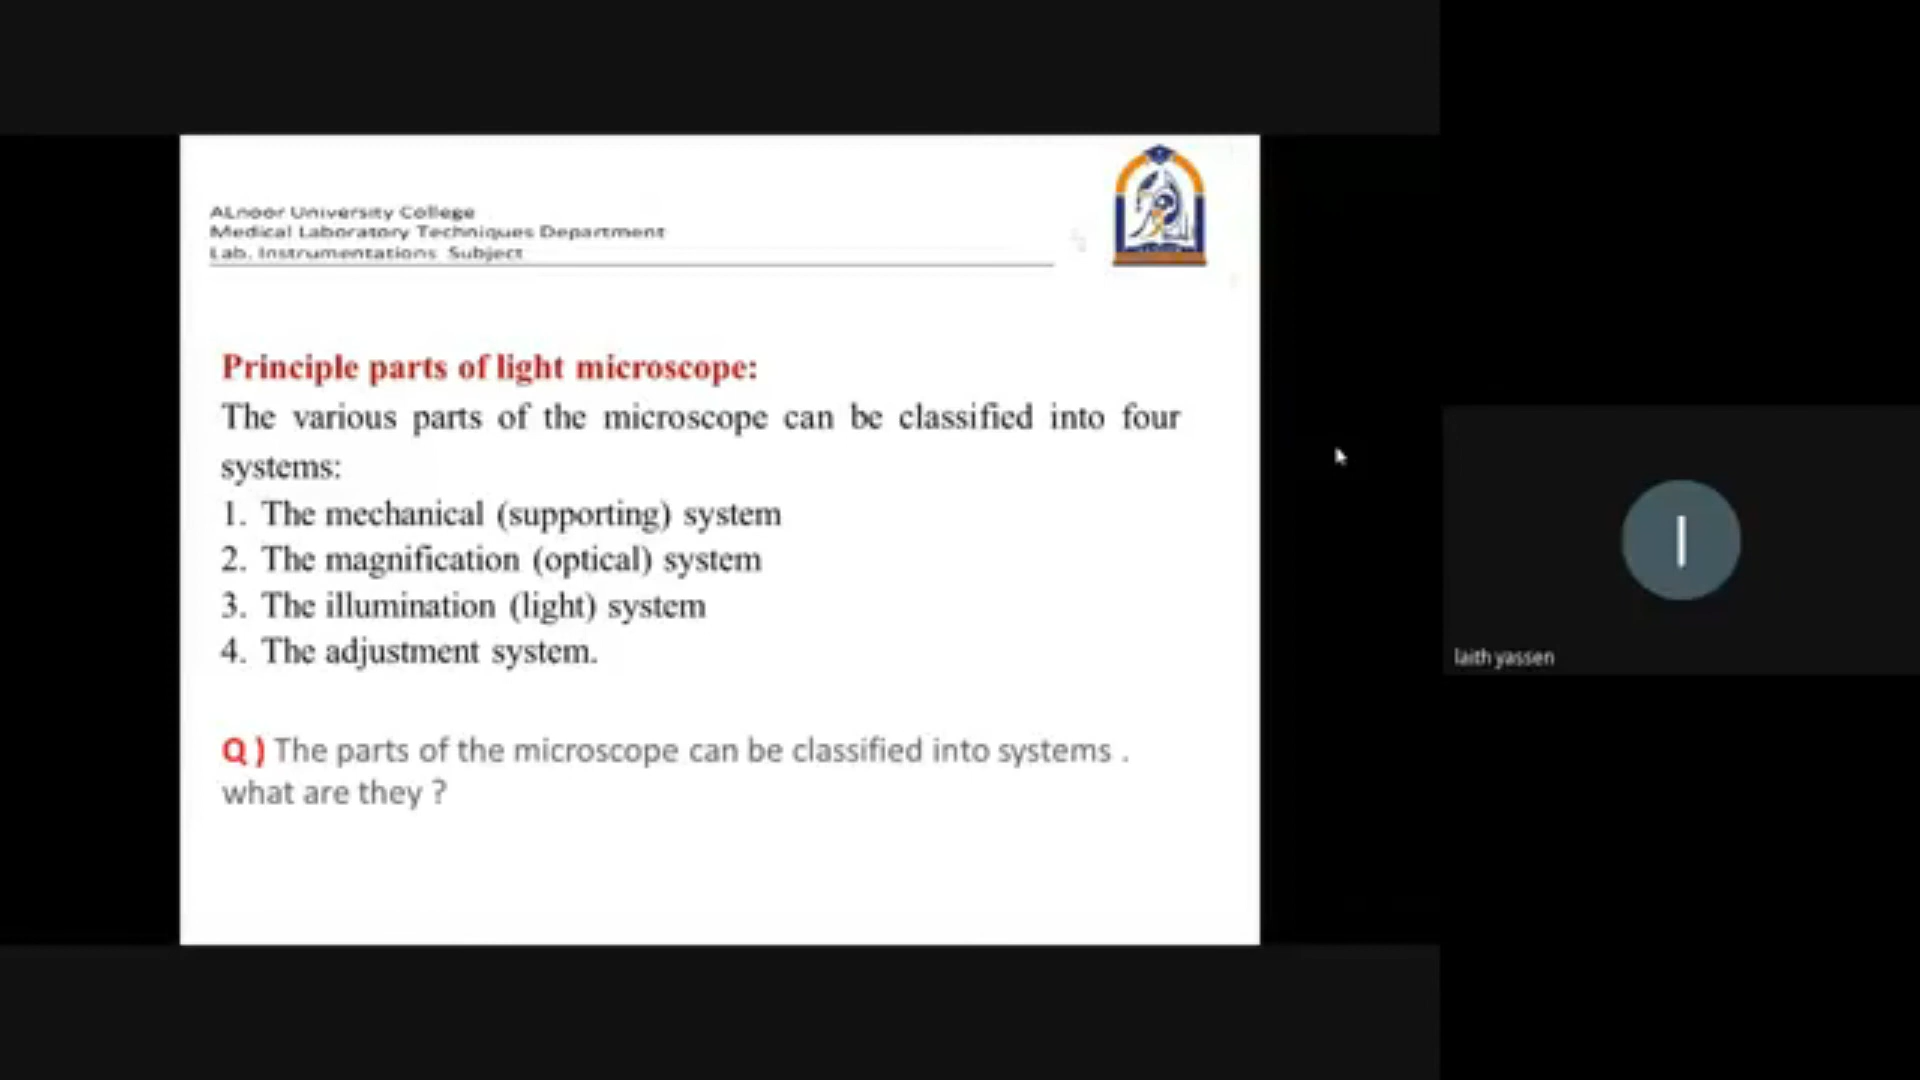 ALnoor University College
Medical Laboratory Techniques Department
Lab. Instrumentations Subject
Principle parts of light microscope:
The various parts of the microscope can be classified into four
systems:
1. The mechanical (supporting) system
2. The magnification (optical) system
3. The illumination (light) system
4. The adjustment system.
Q ) The parts of the microscope can be classified into systems .
what are they ?
l
laith yassen